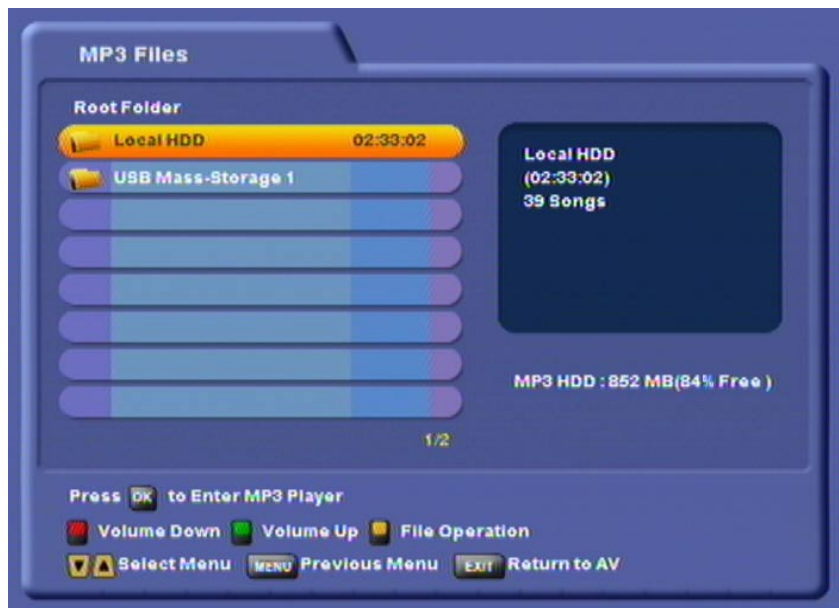 MP3 Files
Root Folder
Local HDD 02:33:02
USB Mass-Storage 1
1/2
Local HDD
(02:33:02)
39 Songs
MP3 HDD : 852 MB(84% Free )
Press OK to Enter MP3 Player
Volume Down Volume Up File Operation
Select Menu MENU Previous Menu EXIT Return to AV